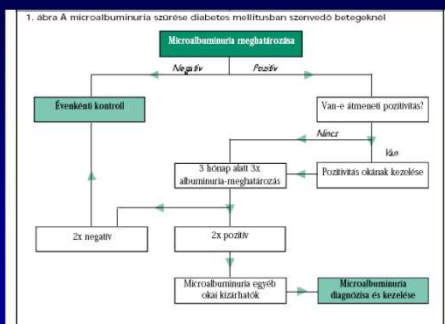 1. ábra A microalbuminuria szűrése diabetes mellitusban szenvedő betegeknél
Microalbuminuria meghatározása
Negatív
Pozitív
Évenkénti kontroll
Van-e átmeneti pozitivitás?
Nincs
Van
3 hónap alatt 3x
albuminuria-meghatározás
Pozitivitás okának kezelése
2x negatív
2x pozitív
Microalbuminuria egyéb
okai kizárhatók
Microalbuminuria
diagnózisa és kezelése